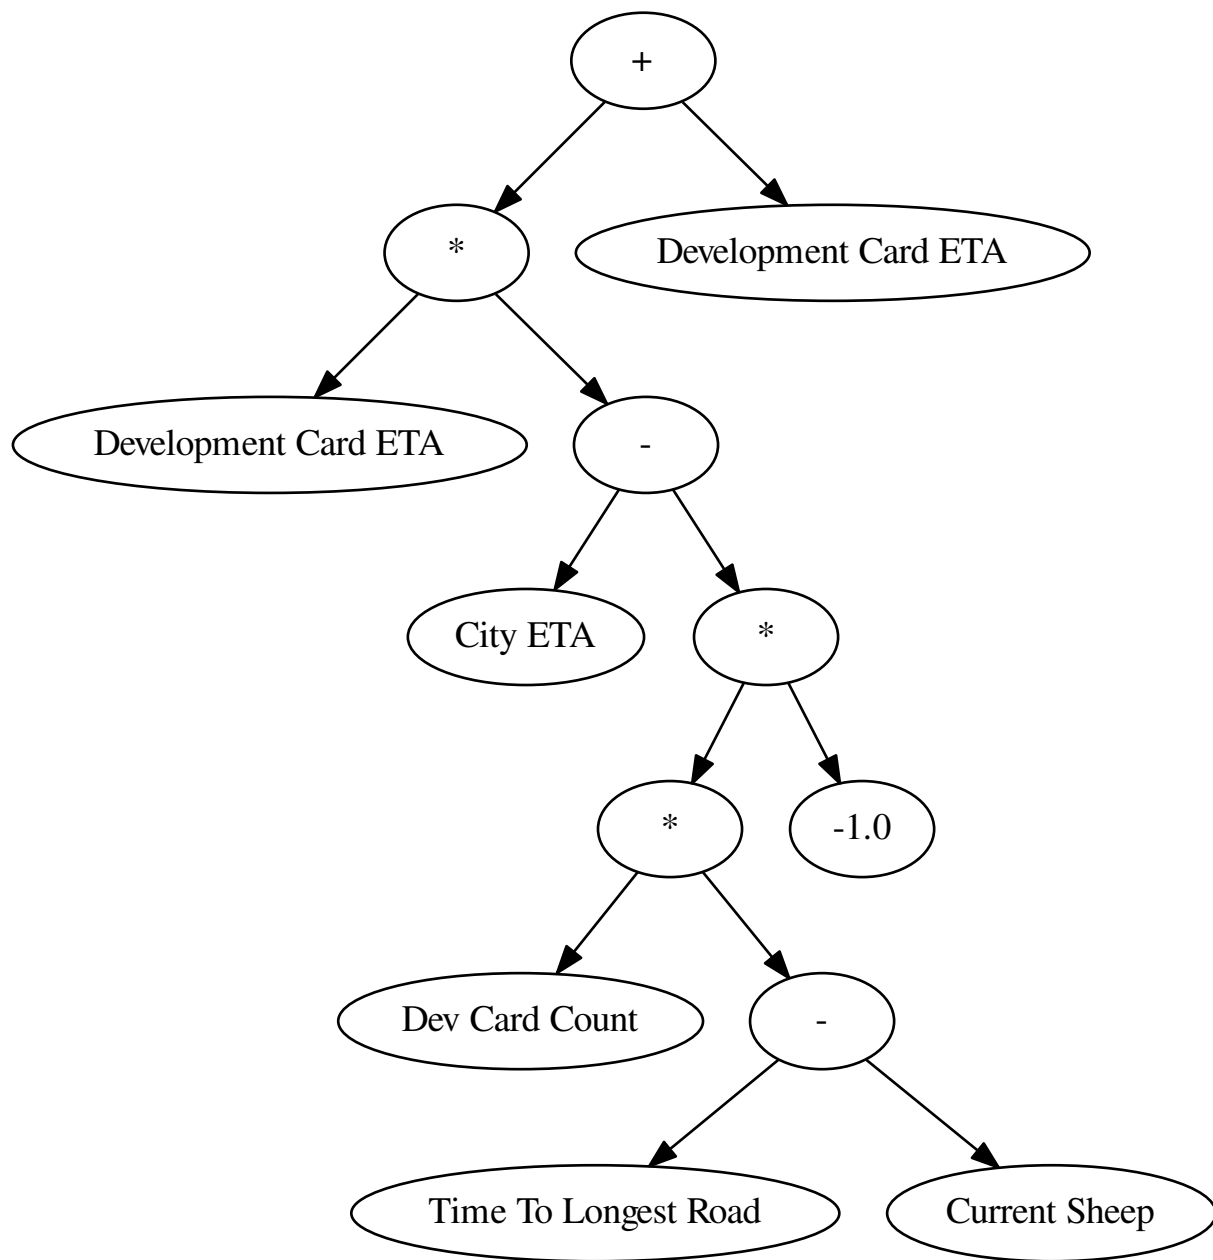 +
*
Development Card ETA
Development Card ETA
-
City ETA
*
*
-1.0
Dev Card Count
-
Time To Longest Road
Current Sheep